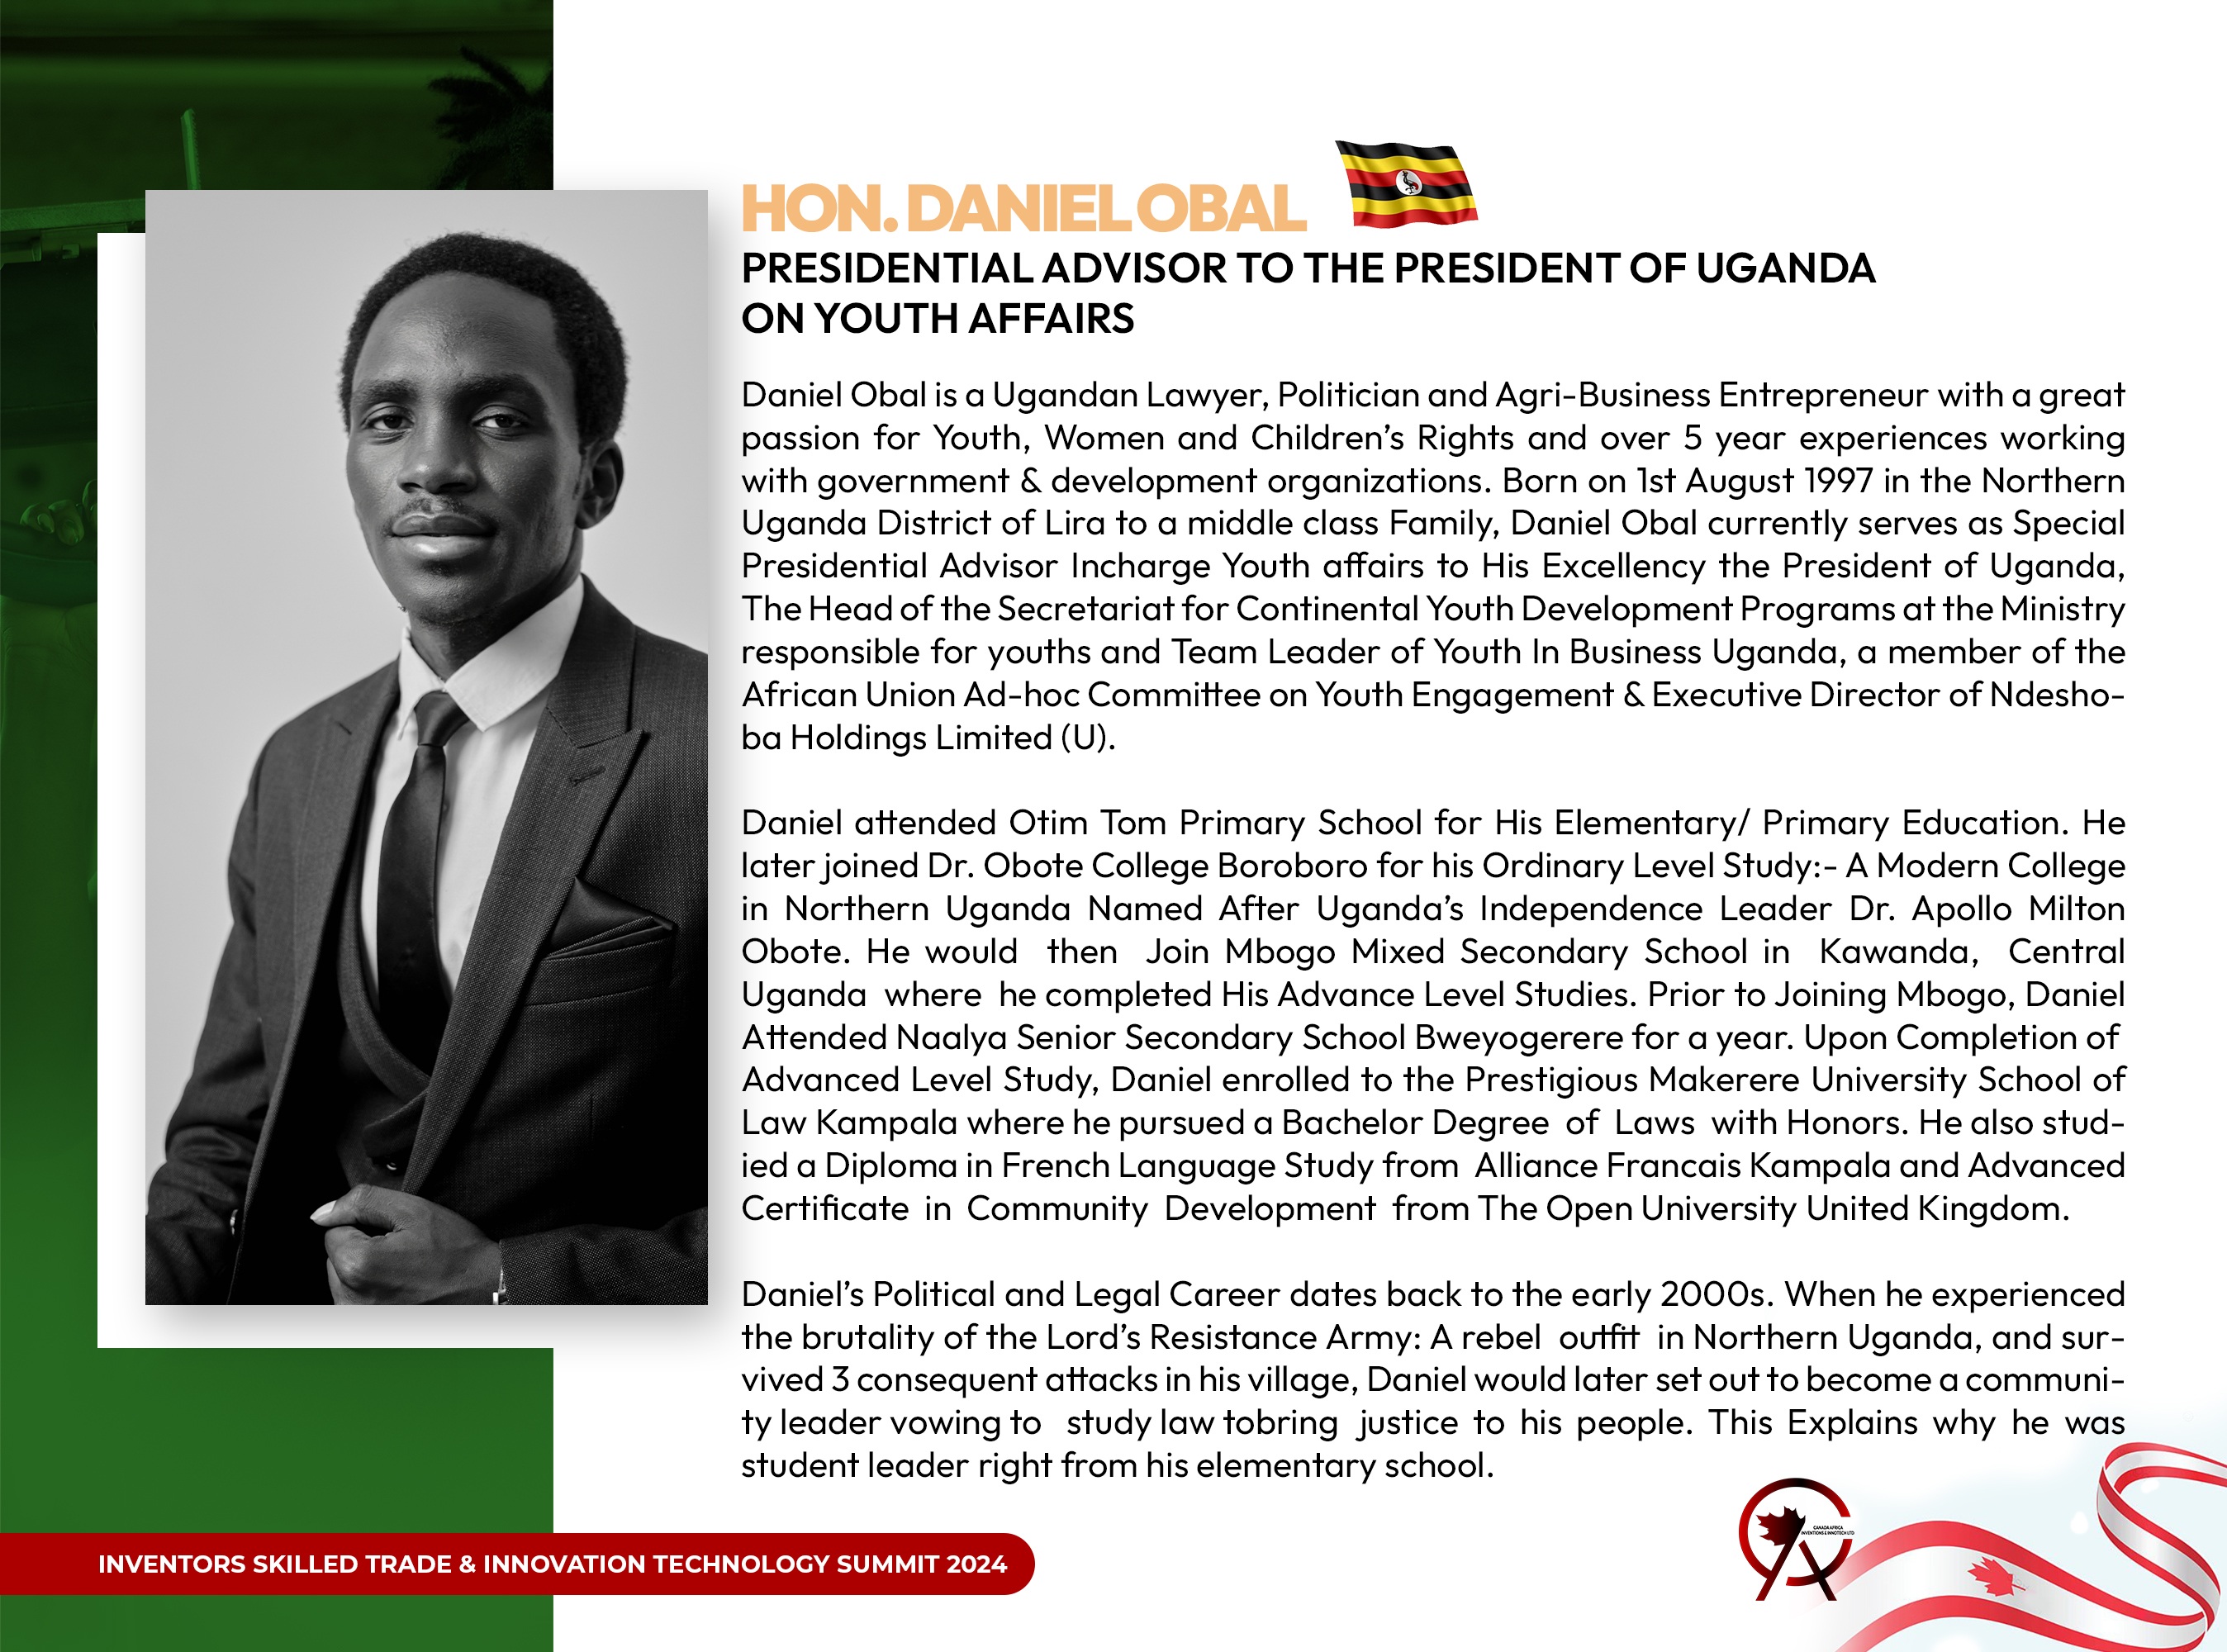 HON. DANIEL OBAL
PRESIDENTIAL ADVISOR TO THE PRESIDENT OF UGANDA
ON YOUTH AFFAIRS
Daniel Obal is a Ugandan Lawyer, Politician and Agri-Business Entrepreneur with a great
passion for Youth, Women and Children’s Rights and over 5 year experiences working
with government & development organizations. Born on 1st August 1997 in the Northern
Uganda District of Lira to a middle class Family, Daniel Obal currently serves as Special
Presidential Advisor Incharge Youth affairs to His Excellency the President of Uganda,
The Head of the Secretariat for Continental Youth Development Programs at the Ministry
responsible for youths and Team Leader of Youth In Business Uganda, a member of the
African Union Ad-hoc Committee on Youth Engagement & Executive Director of Ndesho-
ba Holdings Limited (U).
Daniel attended Otim Tom Primary School for His Elementary/ Primary Education. He
later joined Dr. Obote College Boroboro for his Ordinary Level Study:- A Modern College
in Northern Uganda Named After Uganda’s Independence Leader Dr. Apollo Milton
Obote. He would then Join Mbogo Mixed Secondary School in Kawanda, Central
Uganda where he completed His Advance Level Studies. Prior to Joining Mbogo, Daniel
Attended Naalya Senior Secondary School Bweyogerere for a year. Upon Completion of
Advanced Level Study, Daniel enrolled to the Prestigious Makerere University School of
Law Kampala where he pursued a Bachelor Degree of Laws with Honors. He also stud-
ied a Diploma in French Language Study from Alliance Francais Kampala and Advanced
Certificate in Community Development from The Open University United Kingdom.
Daniel’s Political and Legal Career dates back to the early 2000s. When he experienced
the brutality of the Lord’s Resistance Army: A rebel outfit in Northern Uganda, and sur-
vived 3 consequent attacks in his village, Daniel would later set out to become a communi-
ty leader vowing to study law tobring justice to his people. This Explains why he was
student leader right from his elementary school.
CANADA AFRICA
INVENTIONS & INNOTECH LTD
INVENTORS SKILLED TRADE & INNOVATION TECHNOLOGY SUMMIT 2024